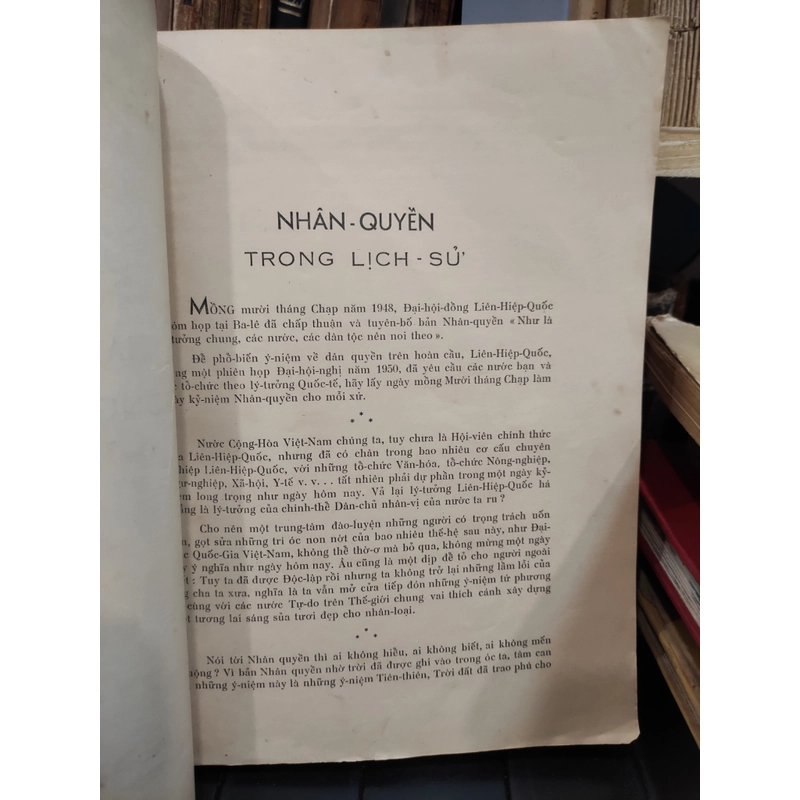 NHÂN-QUYỀN
TRONG LỊCH-SỬ
MỒNG mười tháng Chạp năm 1948, Đại-hội-đồng Liên-Hiệp-Quốc
họp tại Ba-lê đã chấp thuận và tuyên-bố bản Nhân-quyền « Như là
tưởng chung, các nước, các dân tộc nên noi theo ».
Để phổ-biến ý-niệm về dân quyền trên hoàn cầu, Liên-Hiệp-Quốc,
một phiên họp Đại-hội-nghị năm 1950, đã yêu cầu các nước bạn và
tổ-chức theo lý-tưởng Quốc-tế, hãy lấy ngày mồng Mười tháng Chạp làm
kỷ-niệm Nhân-quyền cho mỗi xứ.
* * *
Nước Cộng-Hòa Việt-Nam chúng ta, tuy chưa là Hội-viên chính thức
Liên-Hiệp-Quốc, nhưng đã có chân trong bao nhiêu cơ cấu chuyên
nghiệp Liên-Hiệp-Quốc, với những tổ-chức Văn-hóa, tổ-chức Nông-nghiệp,
ngư-nghiệp, Xã-hội, Y-tế v. v... tất nhiên phải dự phần trong một ngày kỷ-
long trọng như ngày hôm nay. Vả lại lý-tưởng Liên-Hiệp-Quốc há
là lý-tưởng của chính-thể Dân-chủ nhân-vị của nước ta ru ?
Cho nên một trung-tâm đào-luyện những người có trọng trách uốn
gọt sửa những trí óc non nớt của bao nhiêu thế-hệ sau này, như Đại-
Quốc-Gia Việt-Nam, không thể thờ-ơ mà bỏ qua, không mừng một ngày
ý nghĩa như ngày hôm nay. Âu cũng là một dịp để tỏ cho người ngoài
: Tuy ta đã được Độc-lập rồi nhưng ta không trở lại những lầm lỗi của
cha ta xưa, nghĩa là ta vẫn mở cửa tiếp đón những ý-niệm tứ phương
cùng với các nước Tự-do trên Thế-giới chung vai thích cánh xây dựng
tương lai sáng sủa tươi đẹp cho nhân-loại.
* * *
Nói tới Nhân quyền thì ai không hiểu, ai không biết, ai không mến
? Vì bản Nhân quyền nhờ trời đã được ghi vào trong óc ta, tâm can
những ý-niệm này là những ý-niệm Tiên-thiên, Trời đất đã trao phú cho